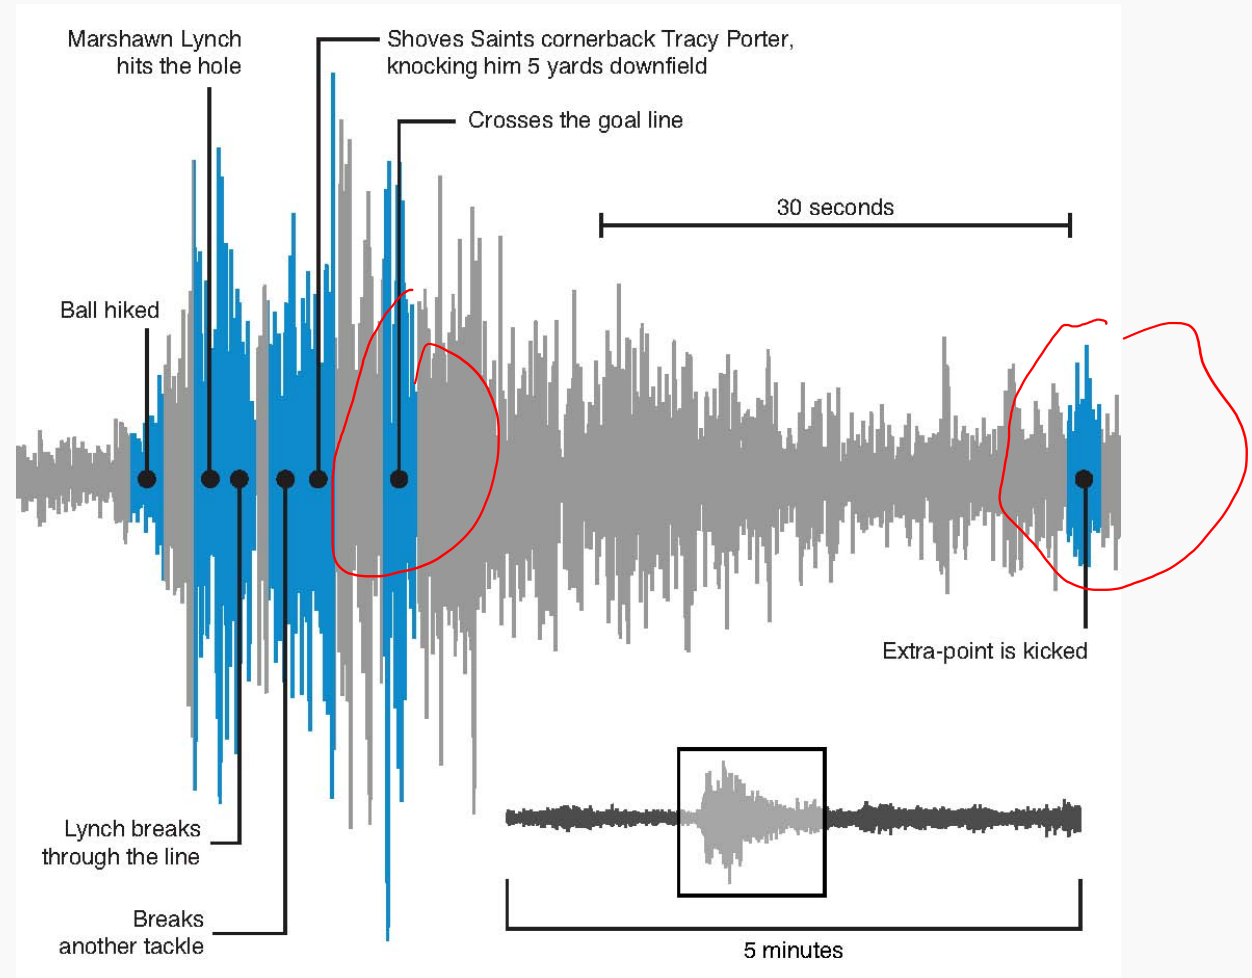 Marshawn Lynch
hits the hole
Shoves Saints cornerback Tracy Porter,
knocking him 5 yards downfield
Crosses the goal line
30 seconds
Ball hiked
Extra-point is kicked
Lynch breaks
through the line
Breaks
another tackle
5 minutes